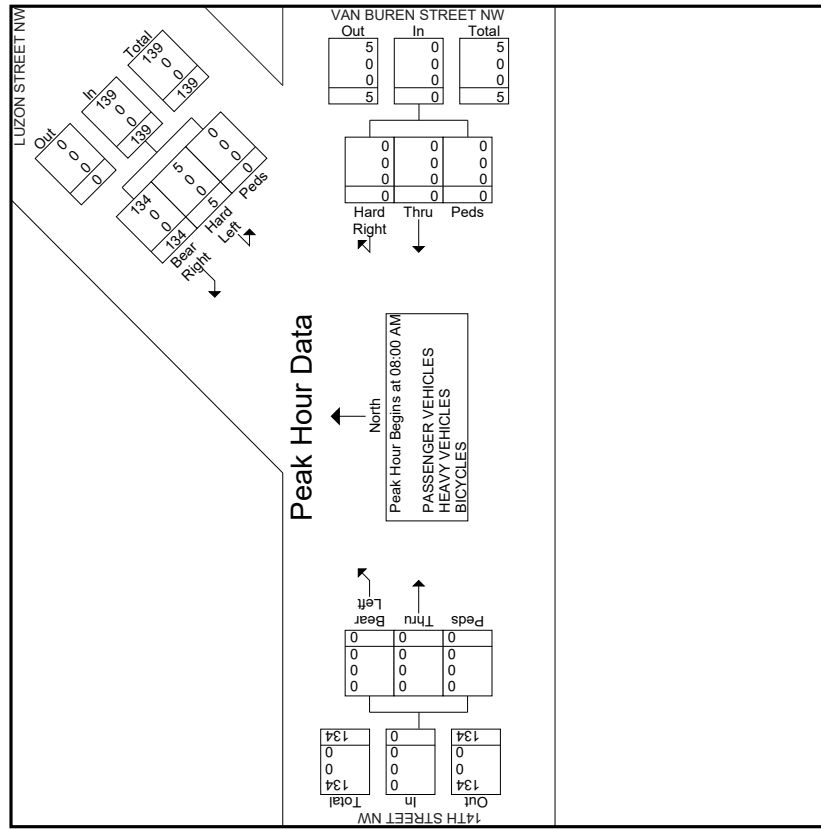 VAN BUREN STREET NW
Out In Total
5 0 5
0 0 0
0 0 0
5 0 5
0 0 0
0 0 0
0 0 0
0 0 0
Hard Right Thru Peds
LUZON STREET NW
Out In Total
0 139 139
0 0 0
0 0 0
0 139 139
134 5 0
0 0 0
0 0 0
134 5 0
Bear Right Hard Left Peds
Peak Hour Data
North
Peak Hour Begins at 08:00 AM
PASSENGER VEHICLES
HEAVY VEHICLES
BICYCLES
Bear Left Thru Peds
0 0 0
0 0 0
0 0 0
0 0 0
134 0 134
0 0 0
0 0 0
134 0 134
Total In Out
14TH STREET NW